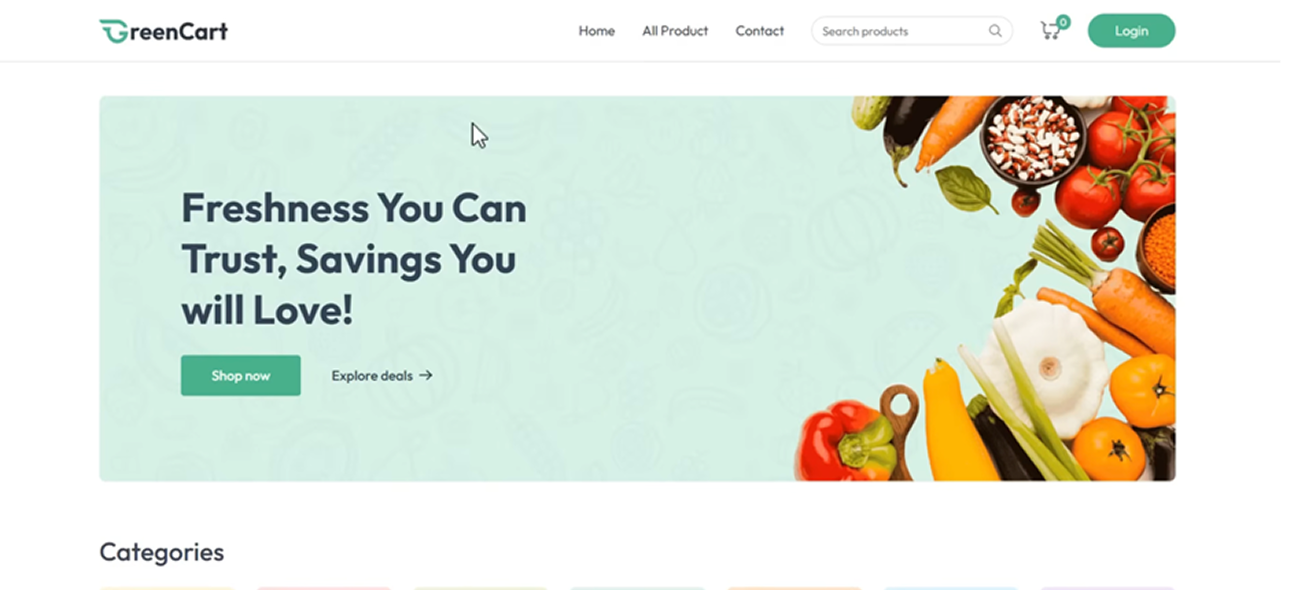 GreenCart
Home
All Product
Contact
Search products
0
Login
Freshness You Can
Trust, Savings You
will Love!
Shop now
Explore deals →
Categories